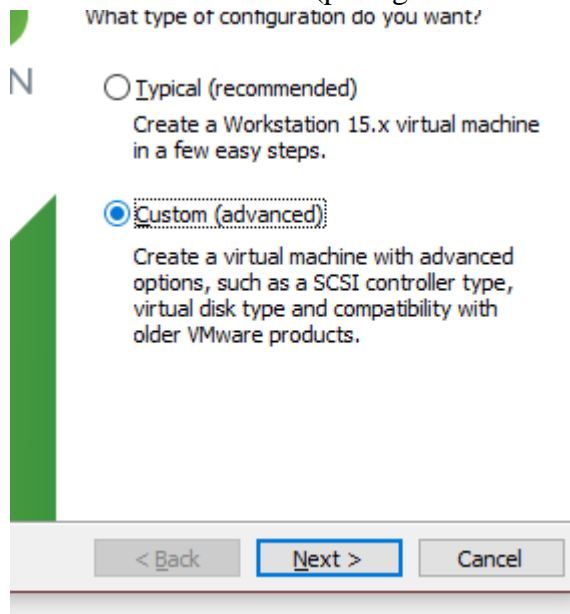 What type of configuration do you want?
N
Typical (recommended)
Create a Workstation 15.x virtual machine
in a few easy steps.
Custom (advanced)
Create a virtual machine with advanced
options, such as a SCSI controller type,
virtual disk type and compatibility with
older VMware products.
< Back
Next >
Cancel